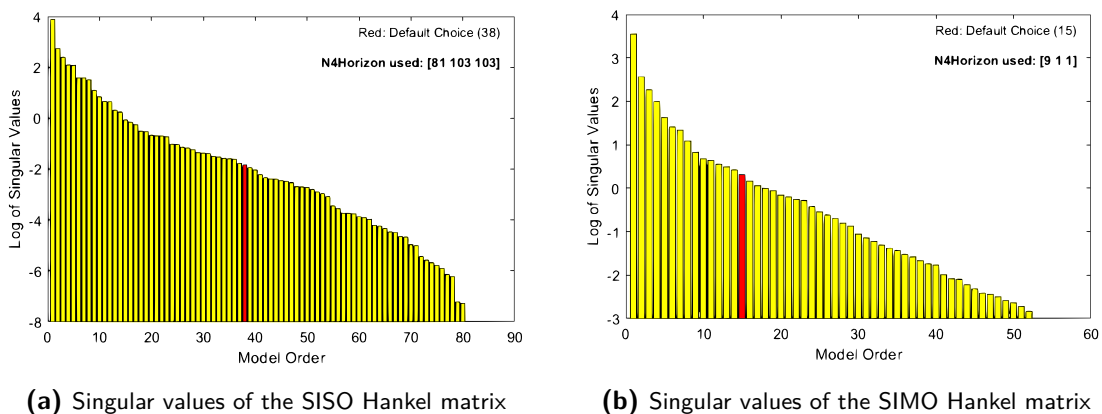 4
2
0
-2
-4
-6
-8
Log of Singular Values
Red: Default Choice (38)
N4Horizon used: [81 103 103]
0 10 20 30 40 50 60 70 80 90
Model Order
(a) Singular values of the SISO Hankel matrix
4
3
2
1
0
-1
-2
-3
Log of Singular Values
Red: Default Choice (15)
N4Horizon used: [9 1 1]
0 10 20 30 40 50 60
Model Order
(b) Singular values of the SIMO Hankel matrix